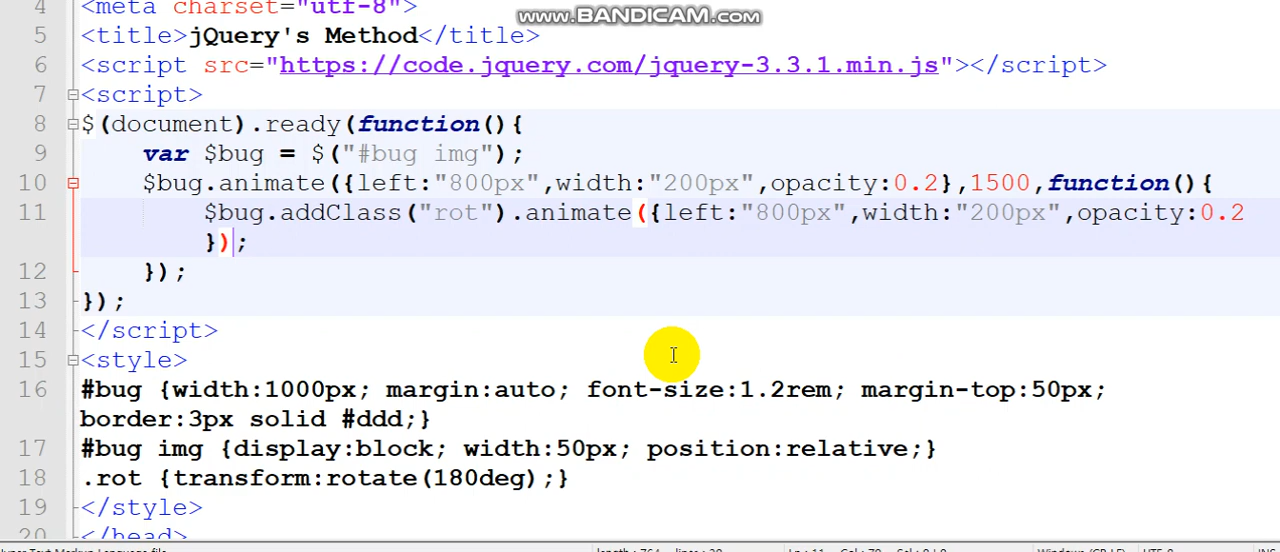 www.BANDICAM.com
4 <meta charset="utf-8">
5 <title>jQuery's Method</title>
6 <script src="https://code.jquery.com/jquery-3.3.1.min.js"></script>
7 <script>
8 $(document).ready(function(){
9 var $bug = $("#bug img");
10 $bug.animate({left:"800px",width:"200px",opacity:0.2},1500,function(){
11 $bug.addClass("rot").animate({left:"800px",width:"200px",opacity:0.2
});
12 });
13 });
14 </script>
15 <style>
16 #bug {width:1000px; margin:auto; font-size:1.2rem; margin-top:50px;
border:3px solid #ddd;}
17 #bug img {display:block; width:50px; position:relative;}
18 .rot {transform:rotate(180deg);}
19 </style>
20 </head>